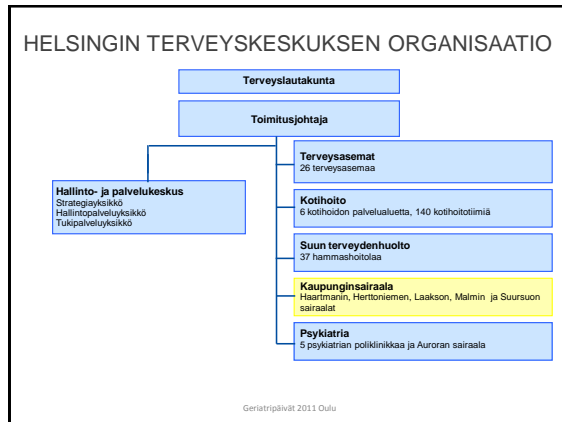 HELSINGIN TERVEYSKESKUKSEN ORGANISAATIO
Terveyslautakunta
Toimitusjohtaja
Hallinto- ja palvelukeskus
Strategiayksikkö
Hallintopalveluyksikkö
Tukipalveluyksikkö
Terveysasemat
26 terveysasemaa
Kotihoito
6 kotihoidon palvelualuetta, 140 kotihoitotiimiä
Suun terveydenhuolto
37 hammashoitolaa
Kaupunginsairaala
Haartmanin, Herttoniemen, Laakson, Malmin ja Suursuon
sairaalat
Psykiatria
5 psykiatrian poliklinikkaa ja Auroran sairaala
Geriatripäivät 2011 Oulu